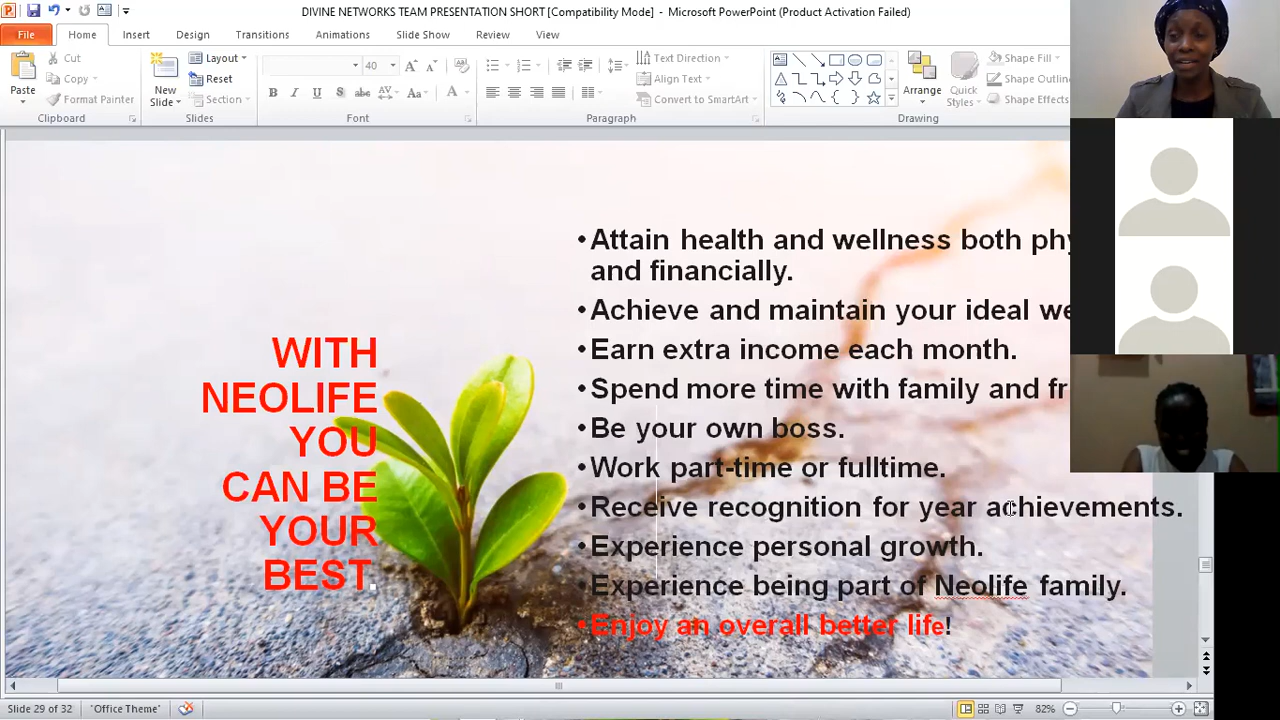 DIVINE NETWORKS TEAM PRESENTATION SHORT [Compatibility Mode] - Microsoft PowerPoint (Product Activation Failed)
File Home Insert Design Transitions Animations Slide Show Review View
Paste
Cut
Copy
Format Painter
Clipboard
New
Slide
Layout
Reset
Section
Slides
40
B I U S abc AV Aa A
Font
Text Direction
Align Text
Convert to SmartArt
Paragraph
Arrange
Quick
Styles
Shape Fill
Shape Outline
Shape Effects
Drawing
WITH
NEOLIFE
YOU
CAN BE
YOUR
BEST.
•Attain health and wellness both
and financially.
•Achieve and maintain your ideal
•Earn extra income each month.
•Spend more time with family and
•Be your own boss.
•Work part-time or fulltime.
•Receive recognition for year achievements.
•Experience personal growth.
•Experience being part of Neolife family.
•Enjoy an overall better life!
Slide 29 of 32 "Office Theme" 82%